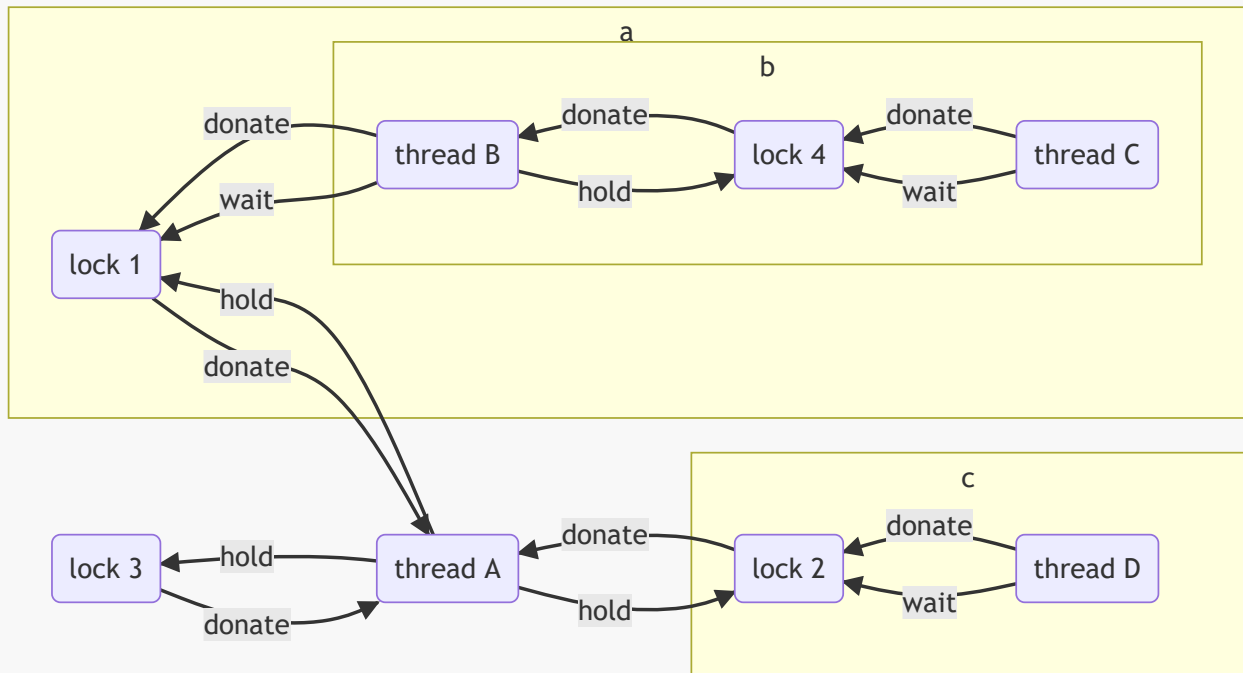 a
b
donate
donate
donate
thread B
lock 4
thread C
wait
hold
wait
lock 1
hold
donate
c
donate
donate
lock 3
hold
thread A
lock 2
thread D
donate
hold
wait